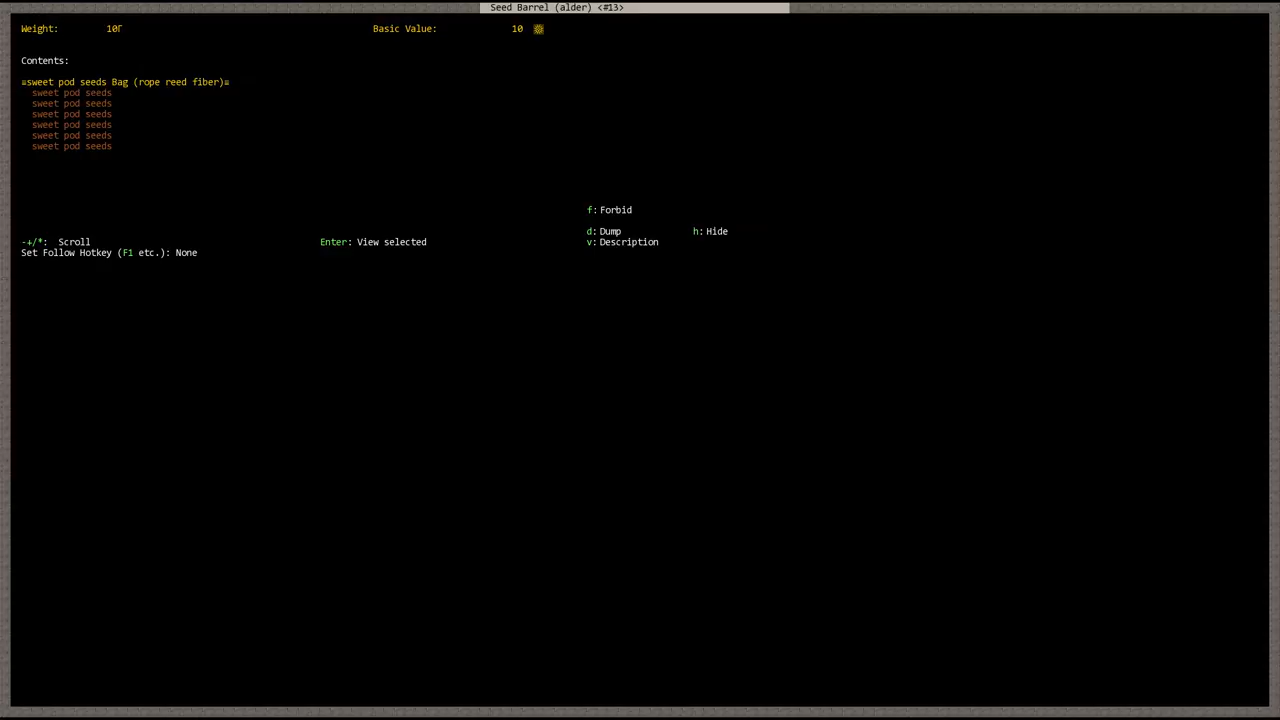 Seed Barrel (alder) <#13>
Weight: 10Γ Basic Value: 10 ☼
Contents:
≡sweet pod seeds Bag (rope reed fiber)≡
sweet pod seeds
sweet pod seeds
sweet pod seeds
sweet pod seeds
sweet pod seeds
sweet pod seeds
f: Forbid
d: Dump h: Hide
-+/*: Scroll Enter: View selected v: Description
Set Follow Hotkey (F1 etc.): None